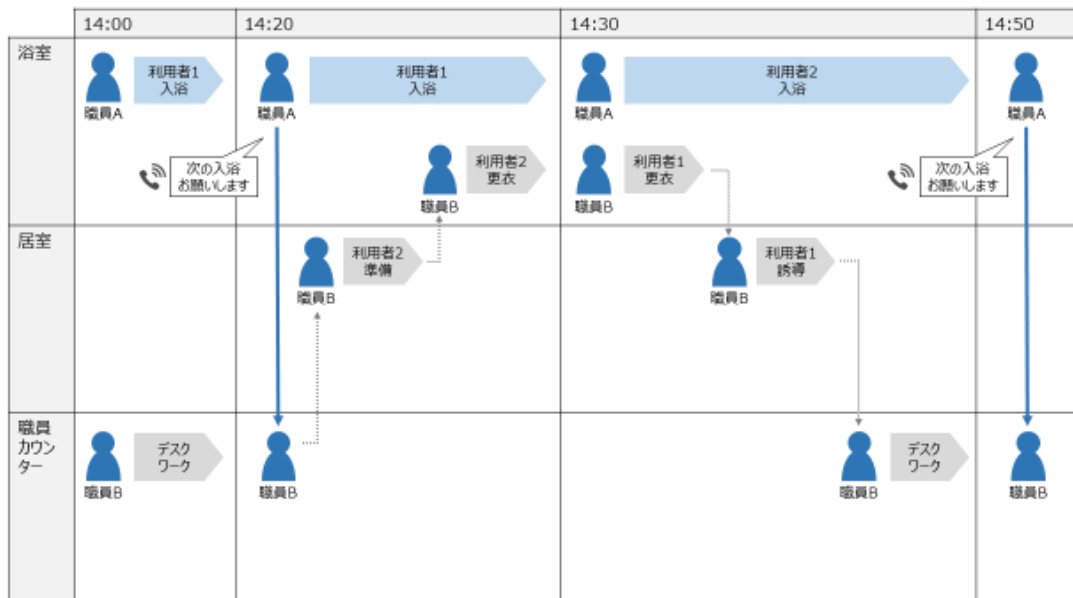 14:00
14:20
14:30
14:50
浴室
職員A
利用者1
入浴
職員A
利用者1
入浴
職員A
利用者2
入浴
職員A
次の入浴
お願いします
職員B
利用者2
更衣
職員B
利用者1
更衣
次の入浴
お願いします
居室
職員B
利用者2
準備
職員B
利用者1
誘導
職員
カウン
ター
職員B
デスク
ワーク
職員B
職員B
デスク
ワーク
職員B